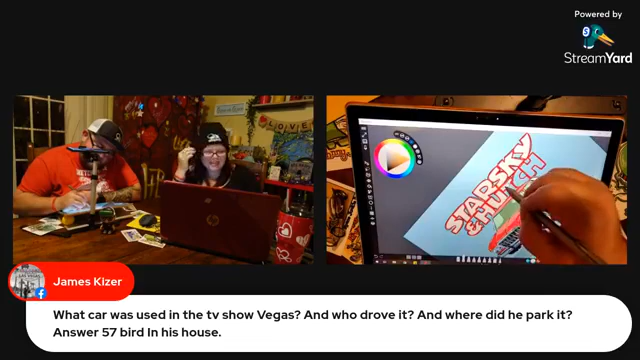 Powered by
StreamYard
LOVE
STARSKY
& HUTCH
James Kizer
What car was used in the tv show Vegas? And who drove it? And where did he park it?
Answer 57 bird In his house.